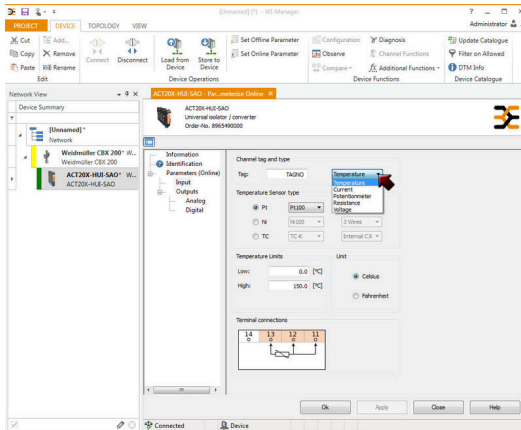 [Unnamed] (*) - WI-Manager
PROJECT DEVICE TOPOLOGY VIEW
Administrator
Cut
Add...
Copy
Remove
Paste
Rename
Connect
Disconnect
Load from Device
Store to Device
Set Offline Parameter
Set Online Parameter
Configuration
Diagnosis
Observe
Channel Functions
Compare
Additional Functions
Update Catalogue
Filter on Allowed
DTM Info
Edit
Device Operations
Device Functions
Device Catalogue
Network View
Device Summary
[Unnamed] *
Network
Weidmüller CBX 200* W...
Weidmüller CBX 200
ACT20X-HUI-SAO* W...
ACT20X-HUI-SAO
ACT20X-HUI-SAO - Par...meterize Online
ACT20X-HUI-SAO
Universal isolator / converter
Order-No. 8965490000
Information
Identification
Parameters (Online)
Input
Outputs
Analog
Digital
Channel tag and type
Tag: TAGNO
Temperature
Temperature
Current
Potentionmeter
Resistance
Voltage
Temperature Sensor type
Pt Pt100
Ni Ni100 3 Wires
TC TC-K Internal CJ
Temperature Limits
Low: 0.0 [°C]
High: 150.0 [°C]
Unit
Celsius
Fahrenheit
Terminal connections
14 13 12 11
Ok Apply Close Help
Connected
Device